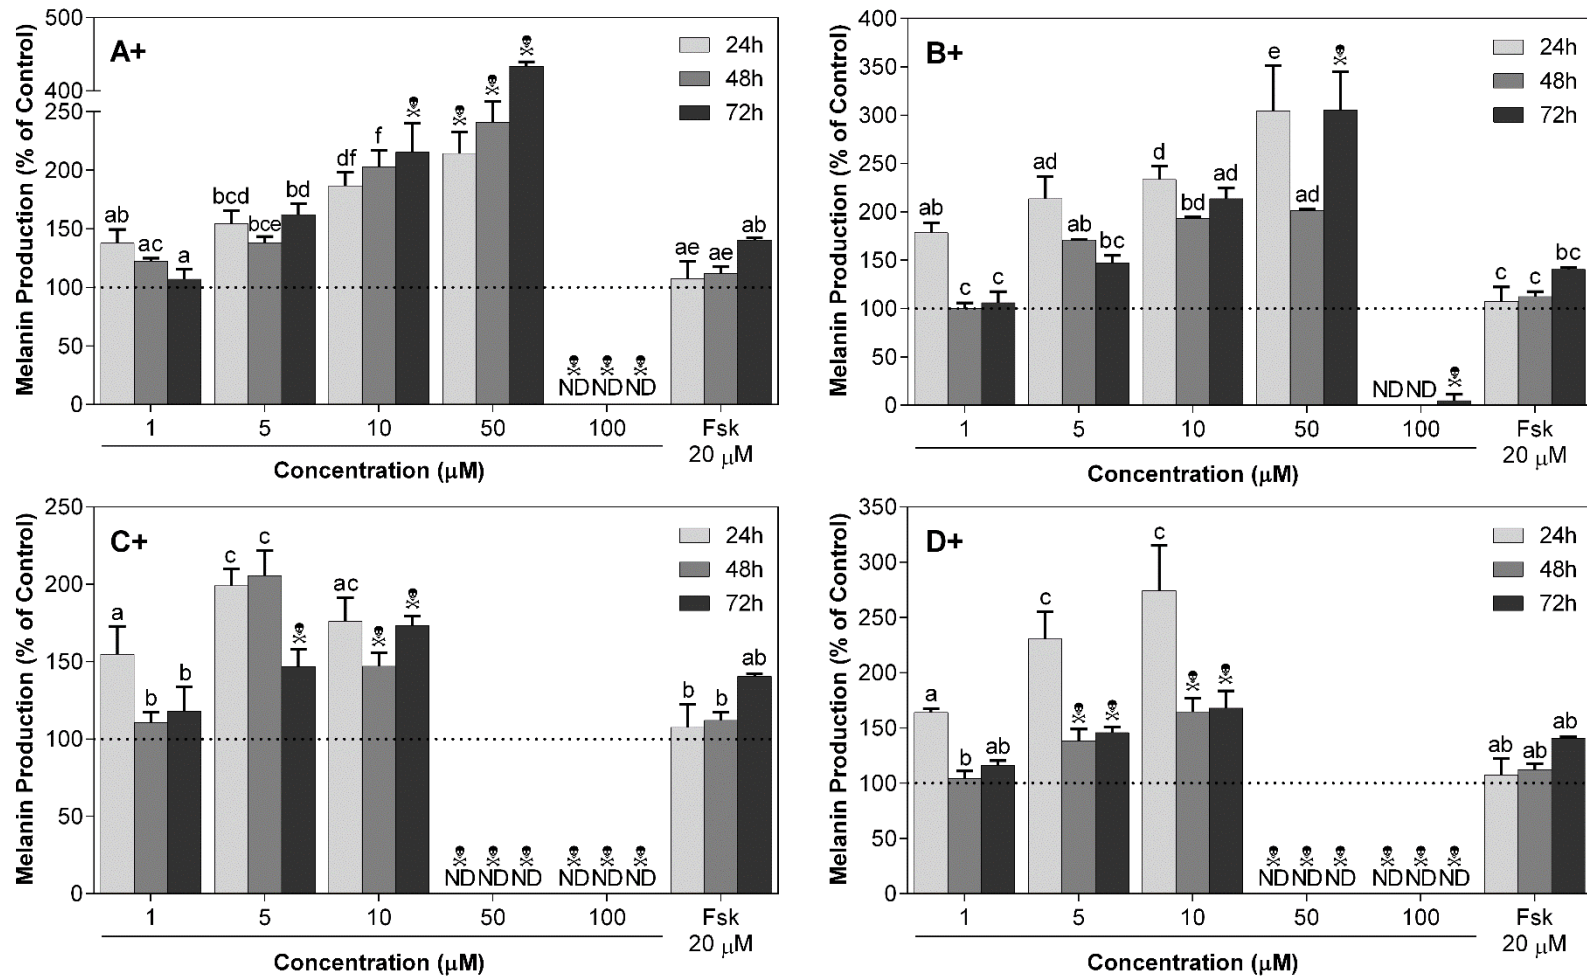 A+
Melanin Production (% of Control)
500
400
250
200
150
100
50
0
24h
48h
72h
ab ac a
bcd bce bd
df f
ND ND ND
ae ae ab
1 5 10 50 100 Fsk
20 μM
Concentration (μM)
B+
Melanin Production (% of Control)
400
350
300
250
200
150
100
50
0
24h
48h
72h
ab c c
ad ab bc
d bd ad
e ad
ND ND
c c bc
1 5 10 50 100 Fsk
20 μM
Concentration (μM)
C+
Melanin Production (% of Control)
250
200
150
100
50
0
24h
48h
72h
a b b
c c
ac
ND ND ND ND ND ND
b b ab
1 5 10 50 100 Fsk
20 μM
Concentration (μM)
D+
Melanin Production (% of Control)
350
300
250
200
150
100
50
0
24h
48h
72h
a b ab
c
c
ND ND ND ND ND ND
ab ab ab
1 5 10 50 100 Fsk
20 μM
Concentration (μM)